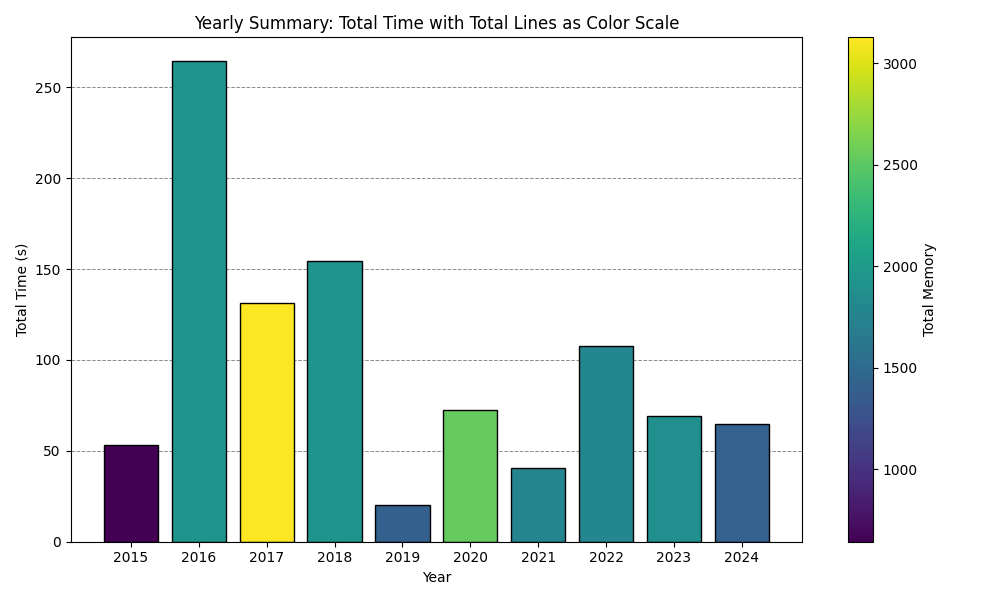 Yearly Summary: Total Time with Total Lines as Color Scale
Total Time (s)
250
200
150
100
50
0
2015 2016 2017 2018 2019 2020 2021 2022 2023 2024
Year
3000
2500
2000
1500
1000
Total Memory